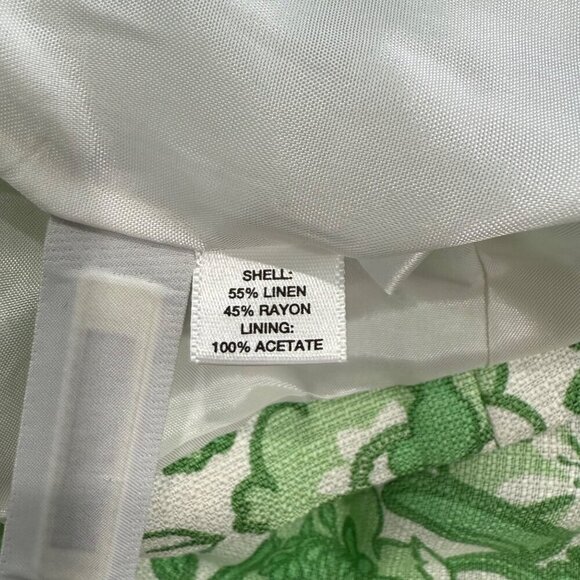 SHELL:
55% LINEN
45% RAYON
LINING:
100% ACETATE